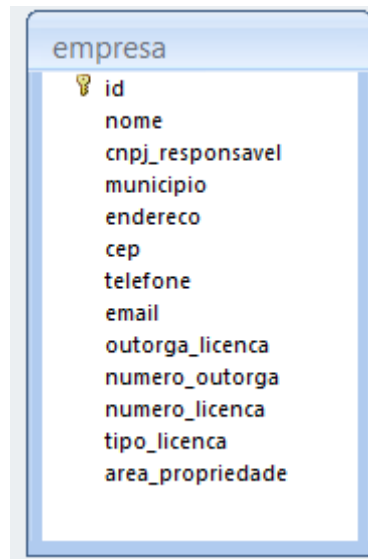 empresa
id
nome
cnpj_responsavel
municipio
endereco
cep
telefone
email
outorga_licenca
numero_outorga
numero_licenca
tipo_licenca
area_propriedade